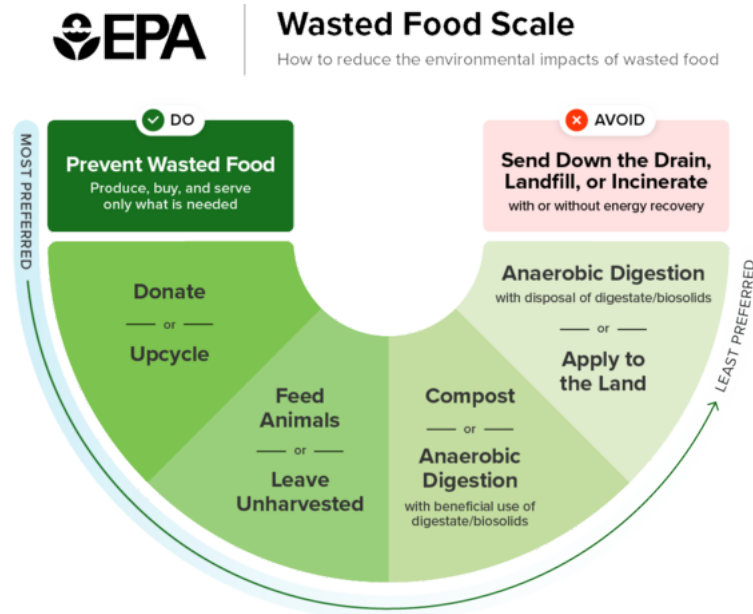 EPA
Wasted Food Scale
How to reduce the environmental impacts of wasted food
DO
Prevent Wasted Food
Produce, buy, and serve
only what is needed
AVOID
Send Down the Drain,
Landfill, or Incinerate
with or without energy recovery
MOST PREFERRED
Donate
or
Upcycle
Feed
Animals
or
Leave
Unharvested
Compost
or
Anaerobic
Digestion
with beneficial use of
digestate/biosolids
Anaerobic Digestion
with disposal of digestate/biosolids
or
Apply to
the Land
LEAST PREFERRED